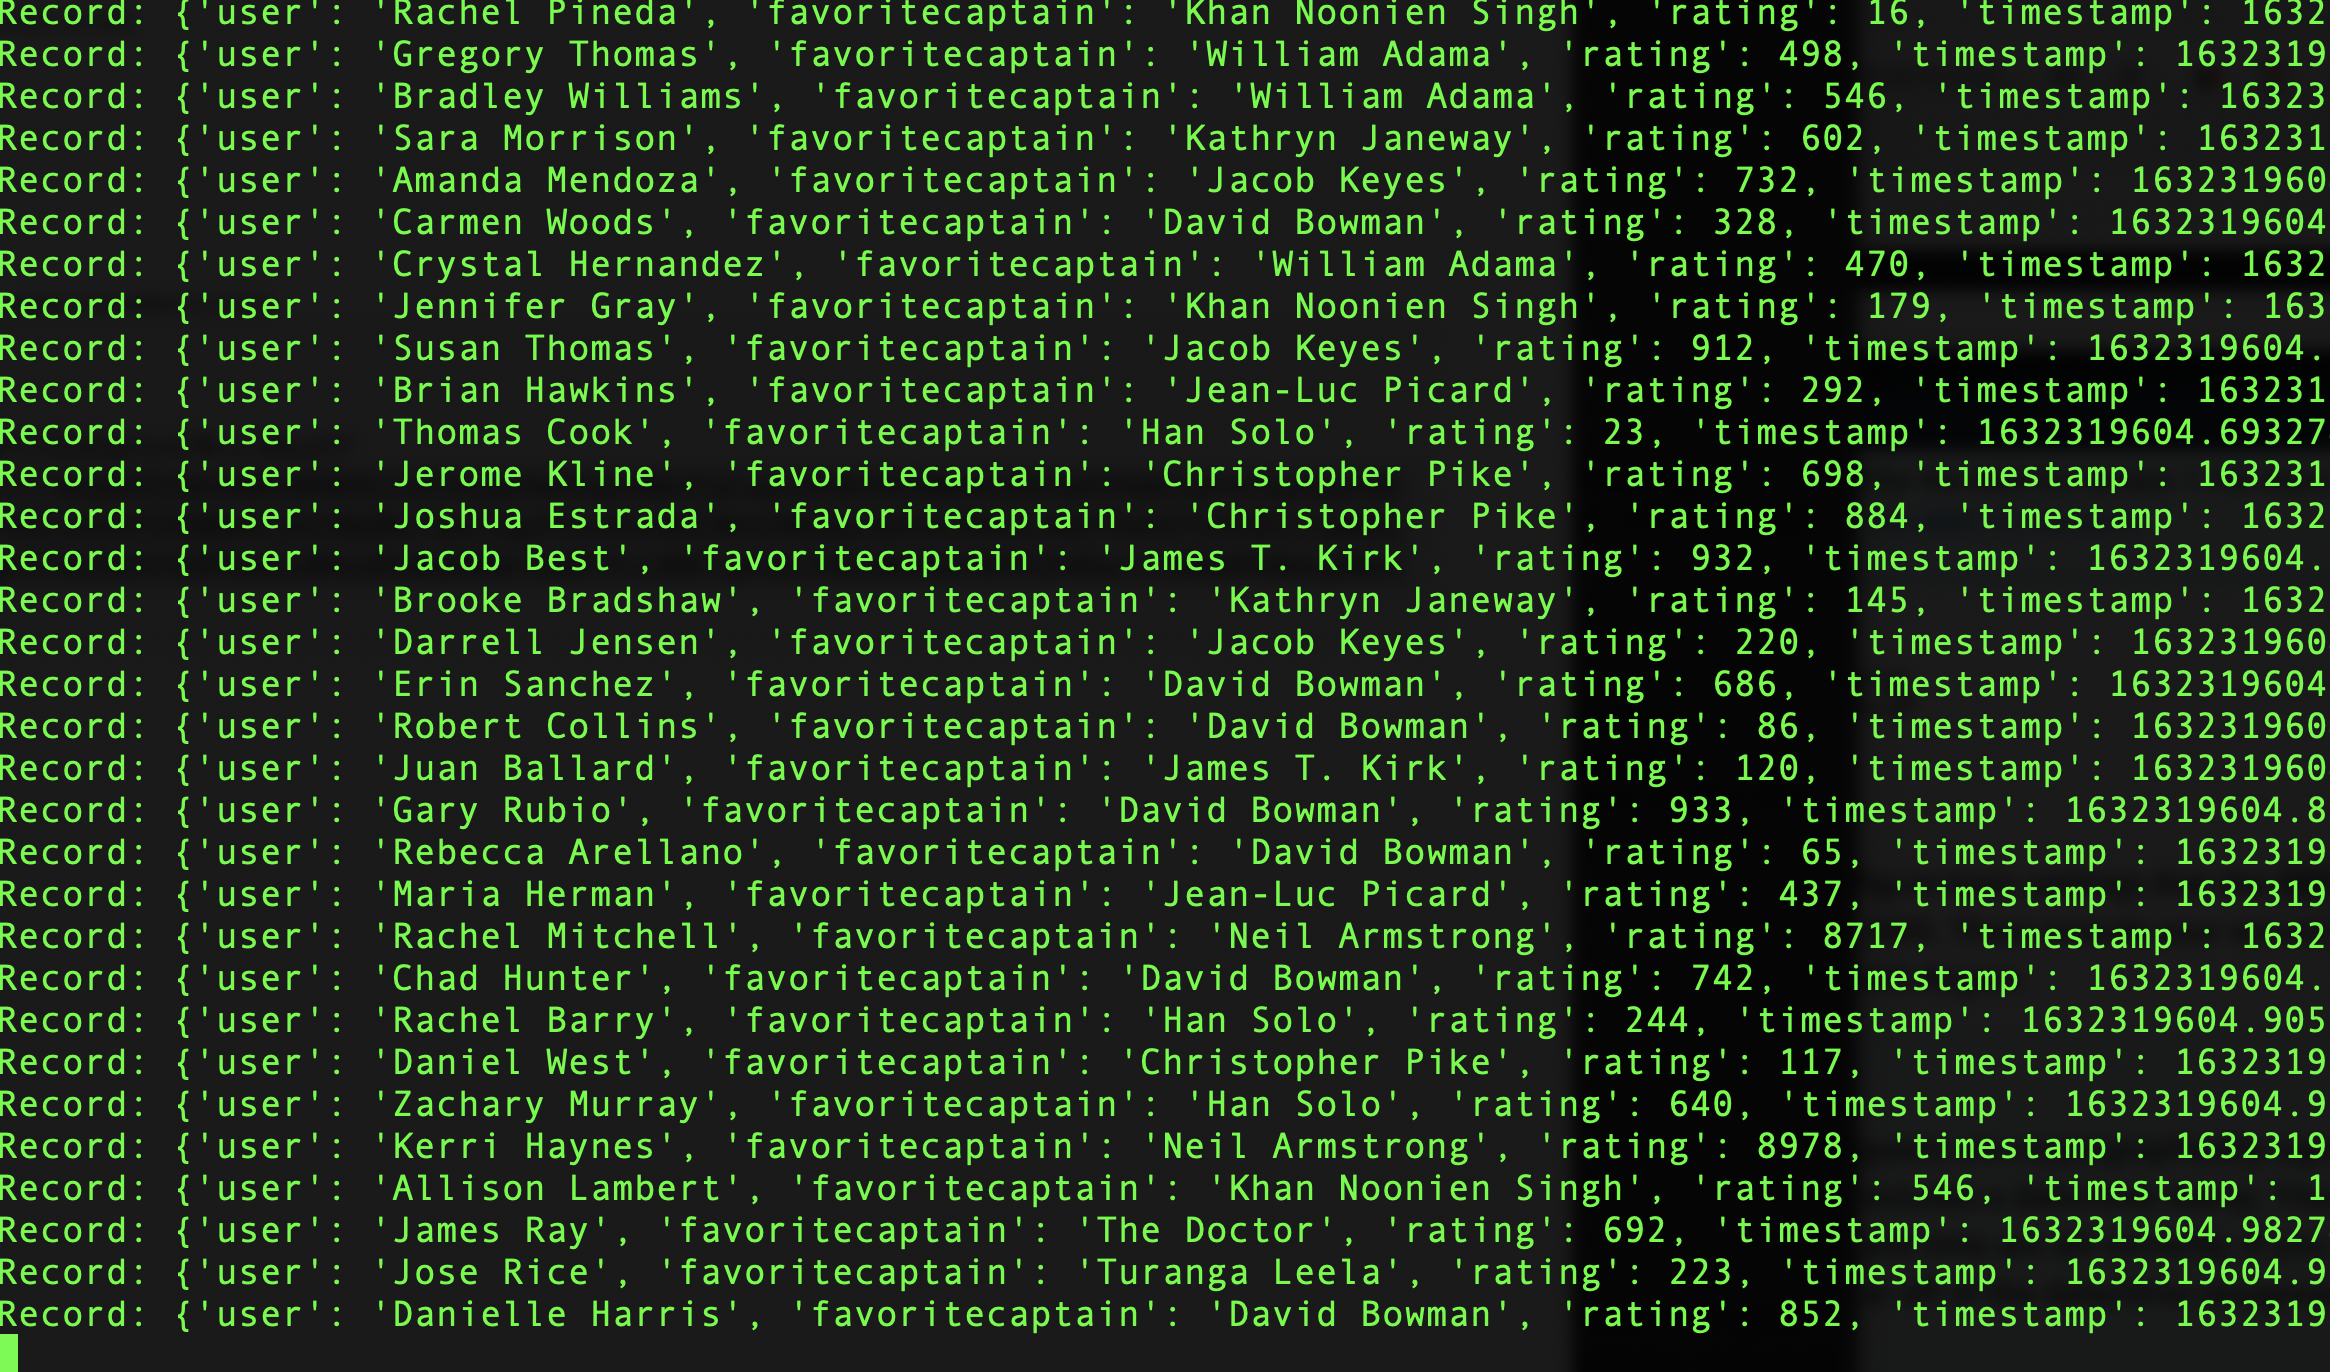 Record: {'user': 'Rachel Pineda', 'favoritecaptain': 'Khan Noonien Singh', 'rating': 16, 'timestamp': 1632
Record: {'user': 'Gregory Thomas', 'favoritecaptain': 'William Adama', 'rating': 498, 'timestamp': 1632319
Record: {'user': 'Bradley Williams', 'favoritecaptain': 'William Adama', 'rating': 546, 'timestamp': 16323
Record: {'user': 'Sara Morrison', 'favoritecaptain': 'Kathryn Janeway', 'rating': 602, 'timestamp': 163231
Record: {'user': 'Amanda Mendoza', 'favoritecaptain': 'Jacob Keyes', 'rating': 732, 'timestamp': 163231960
Record: {'user': 'Carmen Woods', 'favoritecaptain': 'David Bowman', 'rating': 328, 'timestamp': 1632319604
Record: {'user': 'Crystal Hernandez', 'favoritecaptain': 'William Adama', 'rating': 470, 'timestamp': 1632
Record: {'user': 'Jennifer Gray', 'favoritecaptain': 'Khan Noonien Singh', 'rating': 179, 'timestamp': 163
Record: {'user': 'Susan Thomas', 'favoritecaptain': 'Jacob Keyes', 'rating': 912, 'timestamp': 1632319604.
Record: {'user': 'Brian Hawkins', 'favoritecaptain': 'Jean-Luc Picard', 'rating': 292, 'timestamp': 163231
Record: {'user': 'Thomas Cook', 'favoritecaptain': 'Han Solo', 'rating': 23, 'timestamp': 1632319604.69327
Record: {'user': 'Jerome Kline', 'favoritecaptain': 'Christopher Pike', 'rating': 698, 'timestamp': 163231
Record: {'user': 'Joshua Estrada', 'favoritecaptain': 'Christopher Pike', 'rating': 884, 'timestamp': 1632
Record: {'user': 'Jacob Best', 'favoritecaptain': 'James T. Kirk', 'rating': 932, 'timestamp': 1632319604.
Record: {'user': 'Brooke Bradshaw', 'favoritecaptain': 'Kathryn Janeway', 'rating': 145, 'timestamp': 1632
Record: {'user': 'Darrell Jensen', 'favoritecaptain': 'Jacob Keyes', 'rating': 220, 'timestamp': 163231960
Record: {'user': 'Erin Sanchez', 'favoritecaptain': 'David Bowman', 'rating': 686, 'timestamp': 1632319604
Record: {'user': 'Robert Collins', 'favoritecaptain': 'David Bowman', 'rating': 86, 'timestamp': 163231960
Record: {'user': 'Juan Ballard', 'favoritecaptain': 'James T. Kirk', 'rating': 120, 'timestamp': 163231960
Record: {'user': 'Gary Rubio', 'favoritecaptain': 'David Bowman', 'rating': 933, 'timestamp': 1632319604.8
Record: {'user': 'Rebecca Arellano', 'favoritecaptain': 'David Bowman', 'rating': 65, 'timestamp': 1632319
Record: {'user': 'Maria Herman', 'favoritecaptain': 'Jean-Luc Picard', 'rating': 437, 'timestamp': 1632319
Record: {'user': 'Rachel Mitchell', 'favoritecaptain': 'Neil Armstrong', 'rating': 8717, 'timestamp': 1632
Record: {'user': 'Chad Hunter', 'favoritecaptain': 'David Bowman', 'rating': 742, 'timestamp': 1632319604.
Record: {'user': 'Rachel Barry', 'favoritecaptain': 'Han Solo', 'rating': 244, 'timestamp': 1632319604.905
Record: {'user': 'Daniel West', 'favoritecaptain': 'Christopher Pike', 'rating': 117, 'timestamp': 1632319
Record: {'user': 'Zachary Murray', 'favoritecaptain': 'Han Solo', 'rating': 640, 'timestamp': 1632319604.9
Record: {'user': 'Kerri Haynes', 'favoritecaptain': 'Neil Armstrong', 'rating': 8978, 'timestamp': 1632319
Record: {'user': 'Allison Lambert', 'favoritecaptain': 'Khan Noonien Singh', 'rating': 546, 'timestamp': 1
Record: {'user': 'James Ray', 'favoritecaptain': 'The Doctor', 'rating': 692, 'timestamp': 1632319604.9827
Record: {'user': 'Jose Rice', 'favoritecaptain': 'Turanga Leela', 'rating': 223, 'timestamp': 1632319604.9
Record: {'user': 'Danielle Harris', 'favoritecaptain': 'David Bowman', 'rating': 852, 'timestamp': 1632319